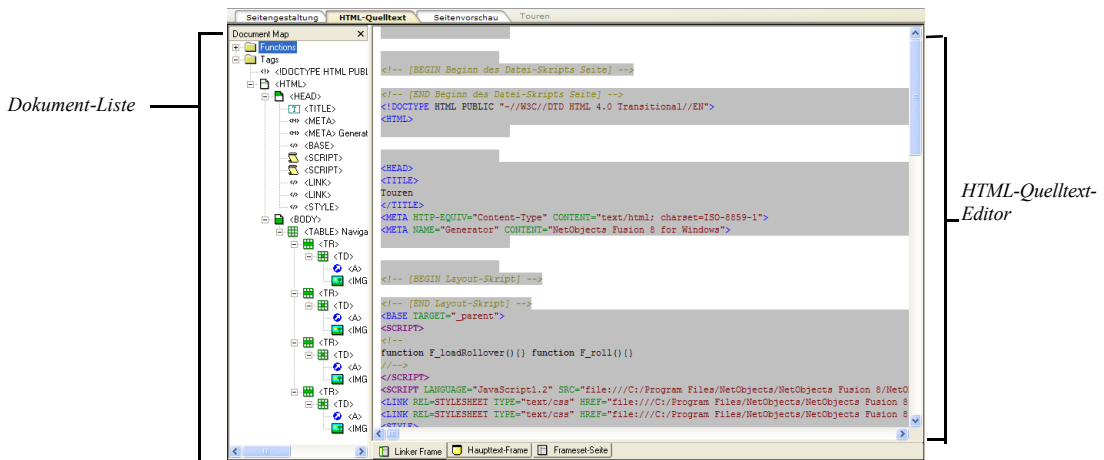 Seitengestaltung HTML-Quelltext Seitenvorschau Touren
Document Map
Functions
Tags
<!DOCTYPE HTML PUBL
<HTML>
<HEAD>
<TITLE>
<META>
<META> Generat
<BASE>
<SCRIPT>
<SCRIPT>
<LINK>
<LINK>
<STYLE>
<BODY>
<TABLE> Naviga
<TR>
<TD>
<A>
<IMG
<TR>
<TD>
<A>
<IMG
<TR>
<TD>
<A>
<IMG
<TR>
<TD>
<A>
<IMG
Dokument-Liste
<!-- [BEGIN Beginn des Datei-Skripts Seite] -->
<!-- [END Beginn des Datei-Skripts Seite] -->
<!DOCTYPE HTML PUBLIC "-//W3C//DTD HTML 4.0 Transitional//EN">
<HTML>
<HEAD>
<TITLE>
Touren
</TITLE>
<META HTTP-EQUIV="Content-Type" CONTENT="text/html; charset=ISO-8859-1">
<META NAME="Generator" CONTENT="NetObjects Fusion 8 for Windows">
<!-- [BEGIN Layout-Skript] -->
<!-- [END Layout-Skript] -->
<BASE TARGET="_parent">
<SCRIPT>
<!--
function F_loadRollover(){} function F_roll(){}
//-->
</SCRIPT>
<SCRIPT LANGUAGE="JavaScript1.2" SRC="file:///C:/Program Files/NetObjects/NetObjects Fusion 8/NetO
<LINK REL=STYLESHEET TYPE="text/css" HREF="file:///C:/Program Files/NetObjects/NetObjects Fusion 8
<LINK REL=STYLESHEET TYPE="text/css" HREF="file:///C:/Program Files/NetObjects/NetObjects Fusion 8
<STYLE>
Linker Frame Haupttext-Frame Frameset-Seite
HTML-Quelltext-
Editor